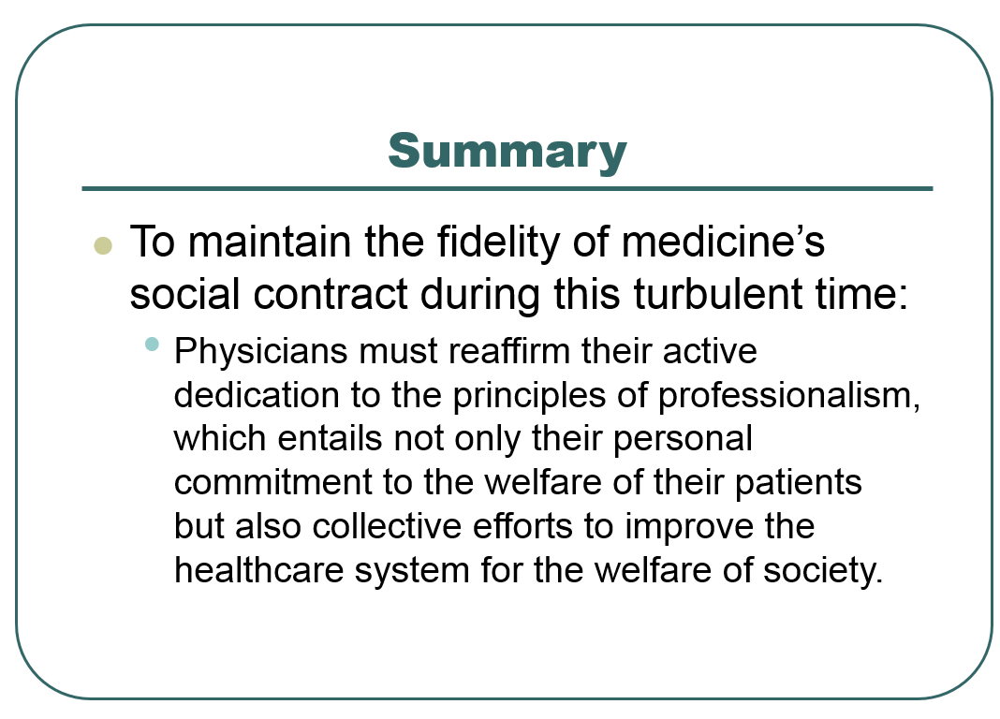 Summary
To maintain the fidelity of medicine’s
social contract during this turbulent time:
Physicians must reaffirm their active
dedication to the principles of professionalism,
which entails not only their personal
commitment to the welfare of their patients
but also collective efforts to improve the
healthcare system for the welfare of society.